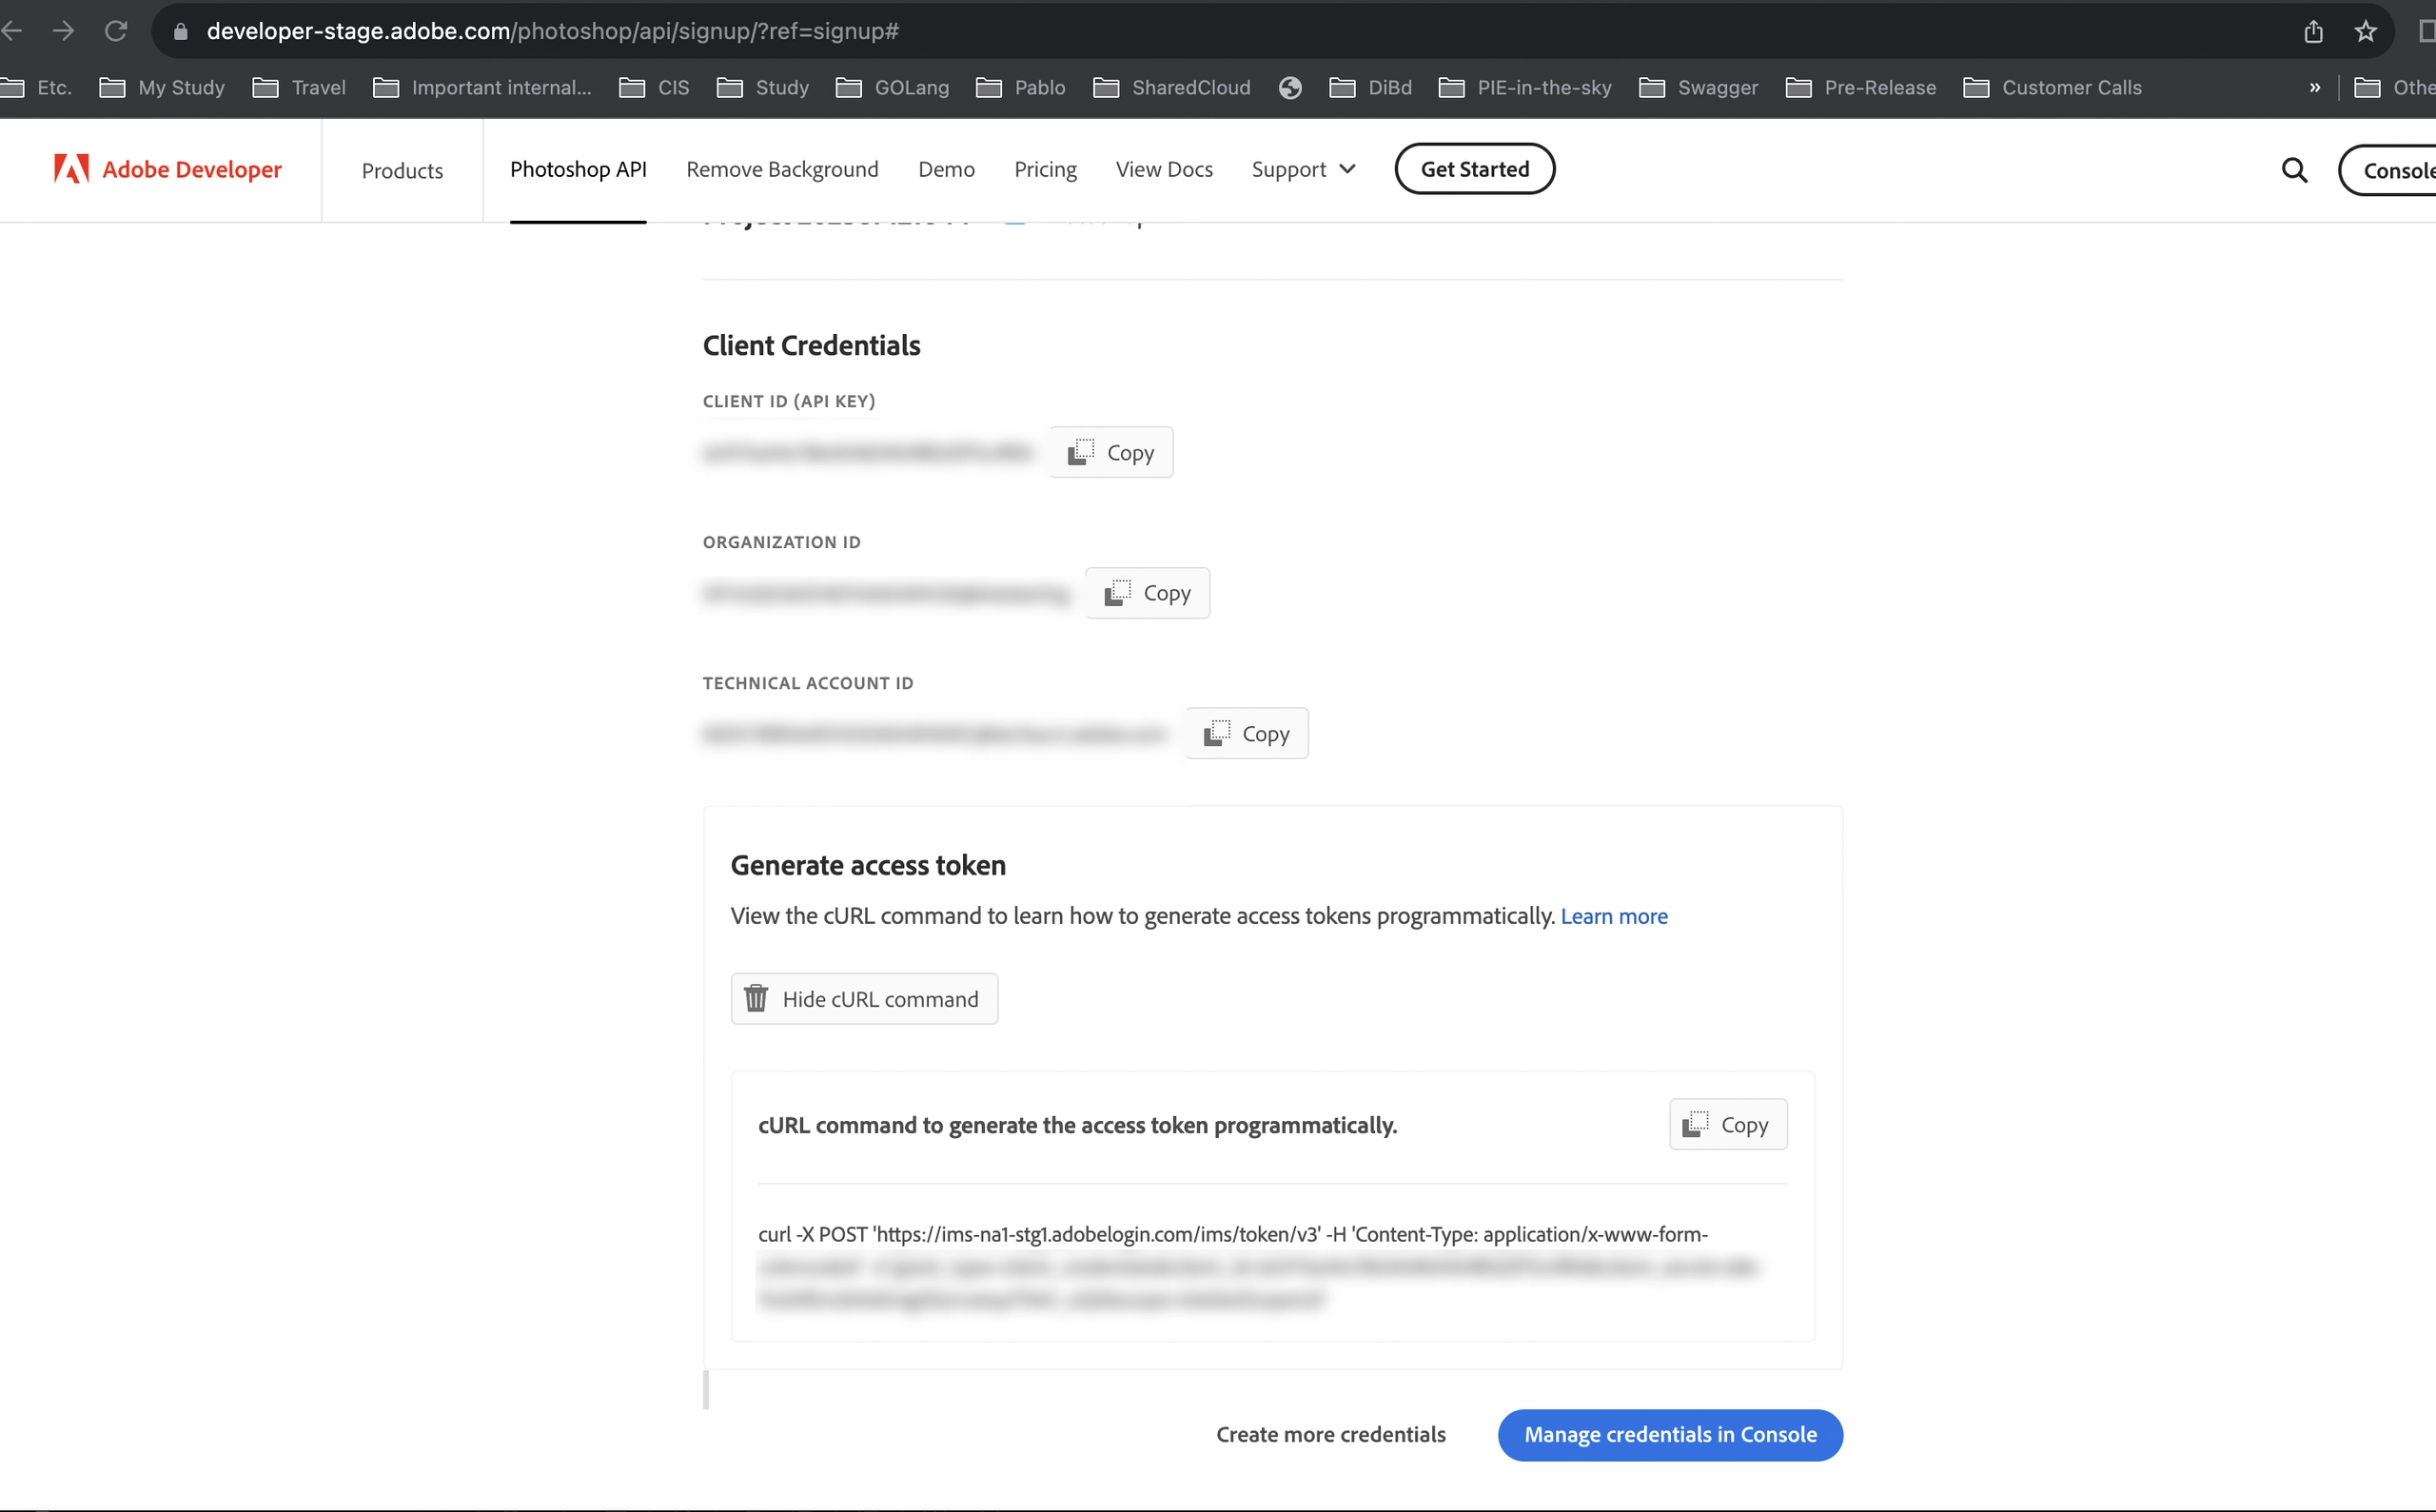 developer-stage.adobe.com/photoshop/api/signup/?ref=signup#
Etc. My Study Travel Important internal... CIS Study GOLang Pablo SharedCloud DiBd PIE-in-the-sky Swagger Pre-Release Customer Calls » Othe
Adobe Developer Products Photoshop API Remove Background Demo Pricing View Docs Support Get Started Console
Client Credentials
CLIENT ID (API KEY)
Copy
ORGANIZATION ID
Copy
TECHNICAL ACCOUNT ID
Copy
Generate access token
View the cURL command to learn how to generate access tokens programmatically. Learn more
Hide cURL command
cURL command to generate the access token programmatically. Copy
curl -X POST 'https://ims-na1-stg1.adobelogin.com/ims/token/v3' -H 'Content-Type: application/x-www-form-
Create more credentials Manage credentials in Console